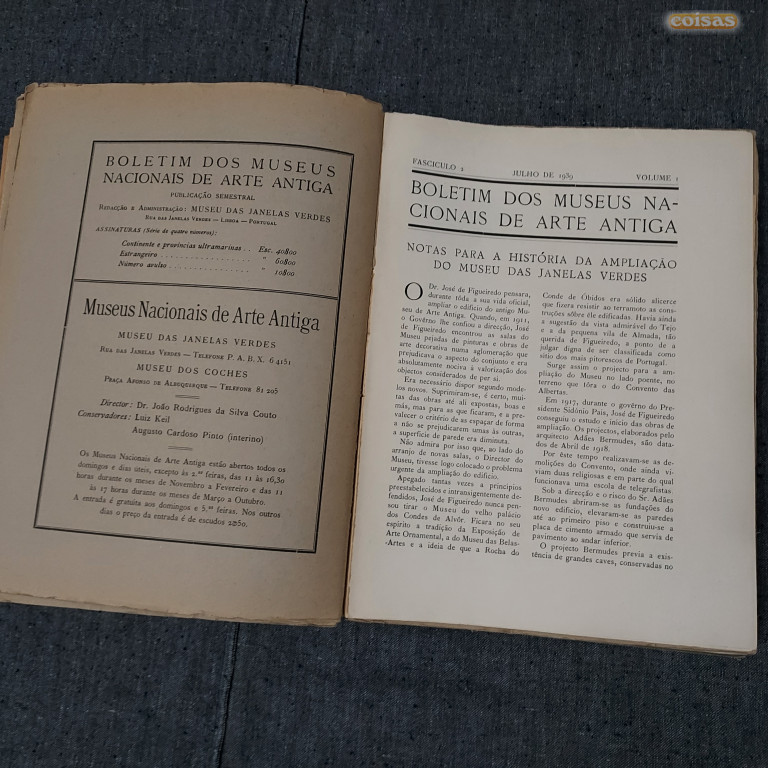 coisas
BOLETIM DOS MUSEUS
NACIONAIS DE ARTE ANTIGA
PUBLICAÇÃO SEMESTRAL
REDACÇÃO E ADMINISTRAÇÃO: MUSEU DAS JANELAS VERDES
RUA DAS JANELAS VERDES — LISBOA — PORTUGAL
ASSINATURAS (Série de quatro números):
Continente e províncias ultramarinas . . Esc. 40$00
Estrangeiro . . . . . . . . . . . . . . . . . . " 60$00
Número avulso . . . . . . . . . . . . . . . . " 10$00
Museus Nacionais de Arte Antiga
MUSEU DAS JANELAS VERDES
RUA DAS JANELAS VERDES — TELEFONE P. A. B. X. 64151
MUSEU DOS COCHES
PRAÇA AFONSO DE ALBUQUERQUE — TELEFONE 81 205
Director: Dr. João Rodrigues da Silva Couto
Conservadores: Luiz Keil
Augusto Cardoso Pinto (interino)
Os Museus Nacionais de Arte Antiga estão abertos todos os
domingos e dias úteis, excepto às 2.as feiras, das 11 às 16,30
horas durante os meses de Novembro a Fevereiro e das 11
às 17 horas durante os meses de Março a Outubro.
A entrada é gratuita aos domingos e 5.as feiras. Nos outros
dias o preço da entrada é de escudos 2$50.
FASCICULO 4 JULHO DE 1939 VOLUME 1
BOLETIM DOS MUSEUS NA-
CIONAIS DE ARTE ANTIGA
NOTAS PARA A HISTÓRIA DA AMPLIAÇÃO
DO MUSEU DAS JANELAS VERDES
O Dr. José de Figueiredo pensara,
durante tôda a sua vida oficial,
ampliar o edifício do antigo Mu-
seu de Arte Antiga. Quando, em 1911,
o Govêrno lhe confiou a direcção, José
de Figueiredo encontrou as salas do
Museu pejadas de pinturas e obras de
arte decorativa numa aglomeração que
prejudicava o aspecto do conjunto e era
absolutamente nociva à valorização dos
objectos considerados de per si.
Era necessário dispor segundo mode-
los novos. Suprimiram-se, é certo, mui-
tas das obras até ali expostas, boas e
más, mas para as que ficaram, e a pre-
valecer o critério de as espaçar de forma
a não se prejudicarem umas às outras,
a superfície de parede era diminuta.
Não admira por isso que, ao lado do
arranjo de novas salas, o Director do
Museu, tivesse logo colocado o problema
urgente da ampliação do edifício.
Apegado tantas vezes a princípios
preestabelecidos e intransigentemente de-
fendidos, José de Figueiredo nunca pen-
sou tirar o Museu do velho palácio
dos Condes de Alvôr. Ficara no seu
espírito a tradição da Exposição de
Arte Ornamental, a do Museu das Belas-
-Artes e a ideia de que a Rocha do
Conde de Óbidos era sólido alicerce
que fizera resistir ao terramoto as cons-
truções sôbre êle edificadas. Havia ainda
a sugestão da vista admirável do Tejo
e a da pequena vila de Almada, tão
querida de Figueiredo, a ponto de a
julgar digna de ser classificada como
sítio dos mais pitorescos de Portugal.
Surge assim o projecto para a am-
pliação do Museu no lado poente, no
terreno que tôra o do Convento das
Albertas.
Em 1917, durante o govêrno do Pre-
sidente Sidónio Pais, José de Figueiredo
conseguiu o estudo e início das obras de
ampliação. Os projectos, elaborados pelo
arquitecto Adães Bermudes, são data-
dos de Abril de 1918.
Por êste tempo realizavam-se as de-
molições do Convento, onde ainda vi-
viam duas religiosas e em parte do qual
funcionava uma escola de telegrafistas.
Sob a direcção e o risco do Sr. Adães
Bermudes abriram-se as fundações do
novo edifício, elevaram-se as paredes
até ao primeiro piso e construiu-se a
placa de cimento armado que servia de
pavimento ao andar inferior.
O projecto Bermudes previa a exis-
tência de grandes caves, conservadas no